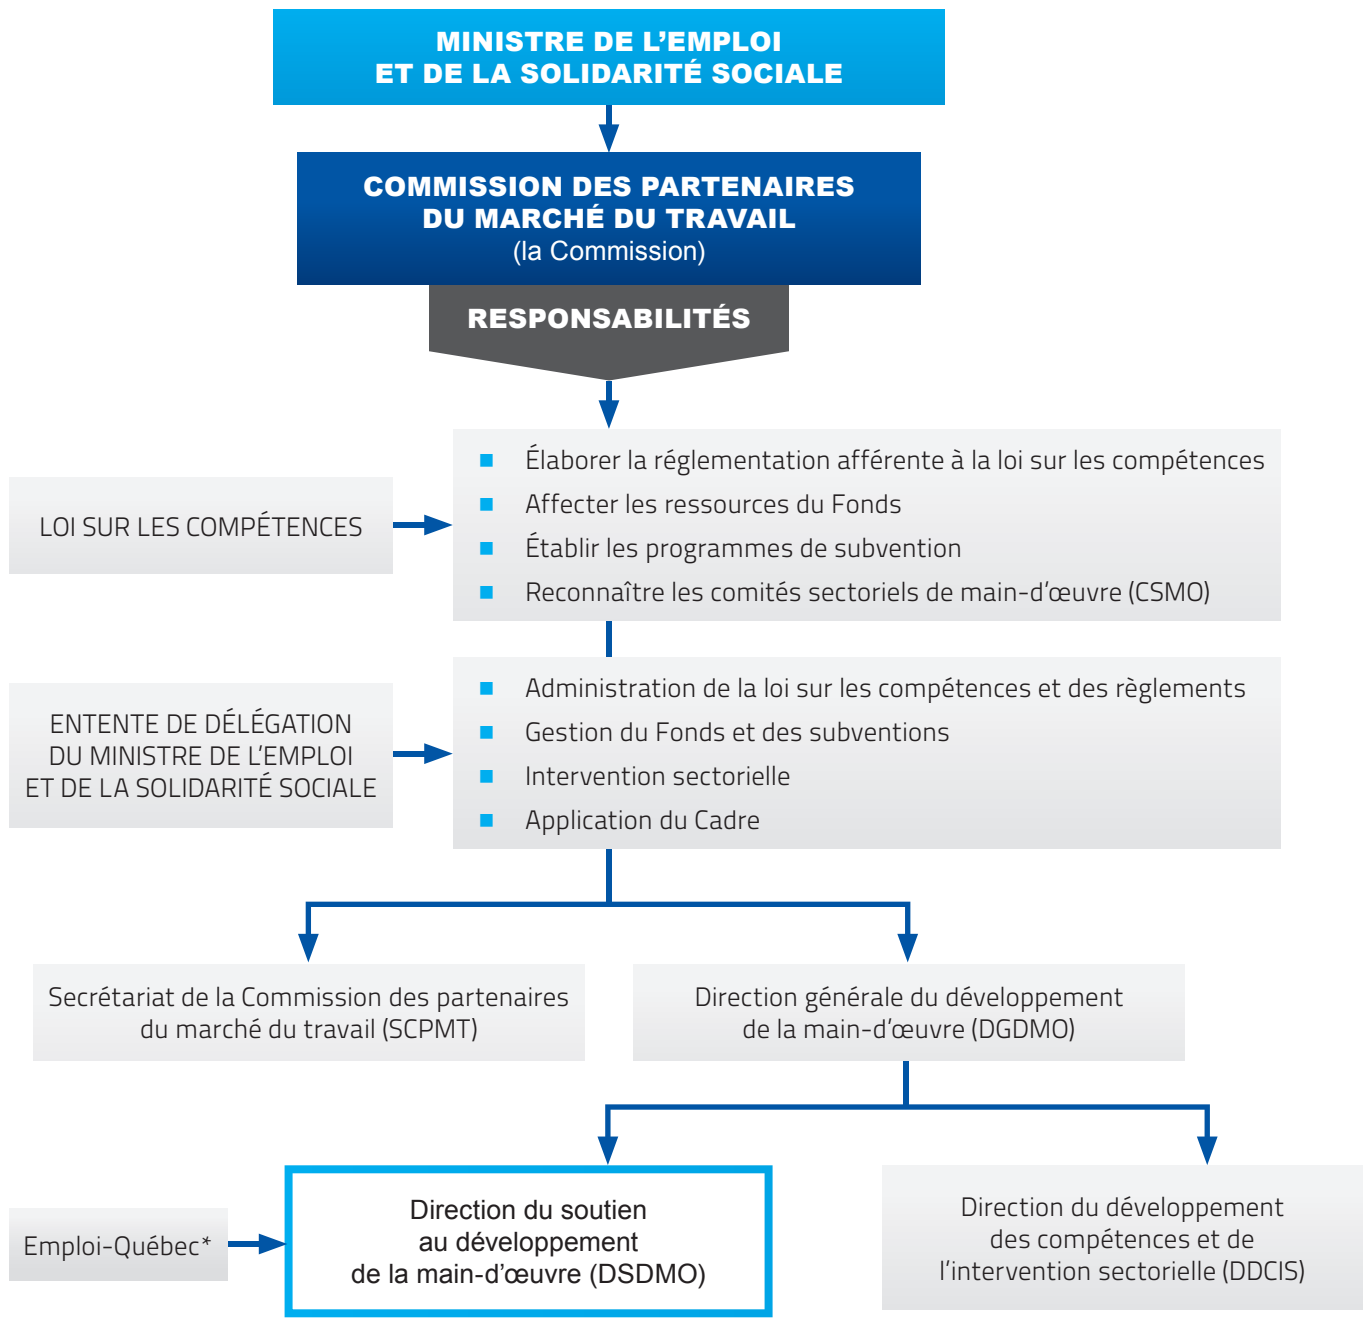 MINISTRE DE L’EMPLOI
ET DE LA SOLIDARITÉ SOCIALE
COMMISSION DES PARTENAIRES
DU MARCHÉ DU TRAVAIL
(la Commission)
RESPONSABILITÉS
LOI SUR LES COMPÉTENCES
Élaborer la réglementation afférente à la loi sur les compétences
Affecter les ressources du Fonds
Établir les programmes de subvention
Reconnaître les comités sectoriels de main-d’œuvre (CSMO)
ENTENTE DE DÉLÉGATION
DU MINISTRE DE L’EMPLOI
ET DE LA SOLIDARITÉ SOCIALE
Administration de la loi sur les compétences et des règlements
Gestion du Fonds et des subventions
Intervention sectorielle
Application du Cadre
Secrétariat de la Commission des partenaires
du marché du travail (SCPMT)
Direction générale du développement
de la main-d’œuvre (DGDMO)
Emploi-Québec*
Direction du soutien
au développement
de la main-d’œuvre (DSDMO)
Direction du développement
des compétences et de
l’intervention sectorielle (DDCIS)